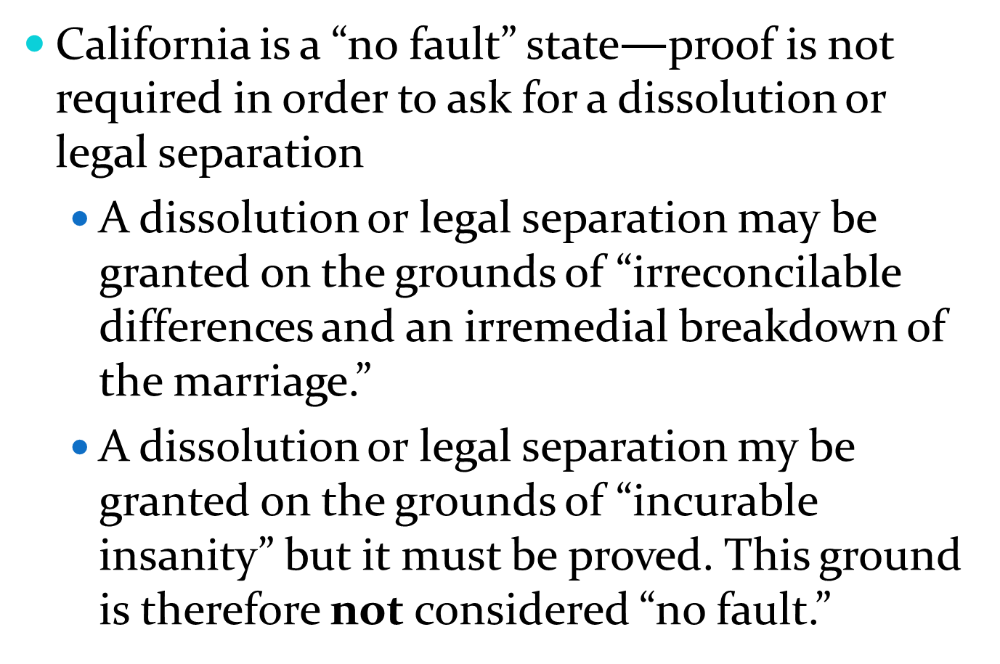 • California is a “no fault” state—proof is not
required in order to ask for a dissolution or
legal separation
• A dissolution or legal separation may be
granted on the grounds of “irreconcilable
differences and an irremedial breakdown of
the marriage.”
• A dissolution or legal separation my be
granted on the grounds of “incurable
insanity” but it must be proved. This ground
is therefore not considered “no fault.”